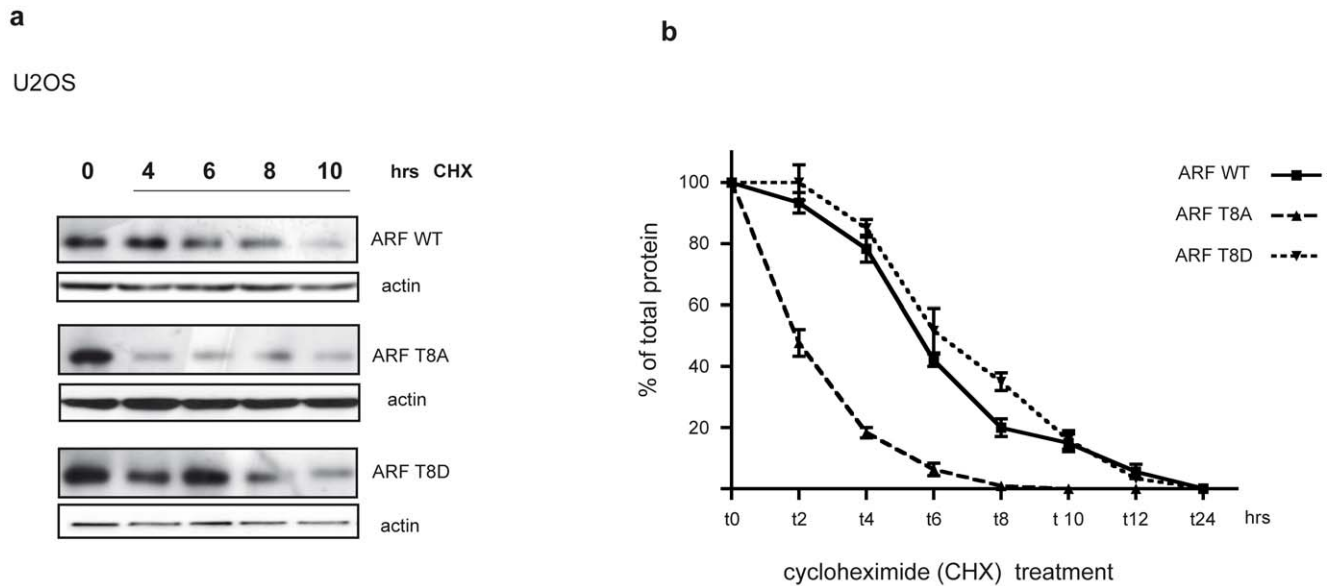 a
U2OS
0 4 6 8 10 hrs CHX
ARF WT
actin
ARF T8A
actin
ARF T8D
actin
b
ARF WT
ARF T8A
ARF T8D
% of total protein
100
80
60
40
20
t0 t2 t4 t6 t8 t 10 t12 t24 hrs
cycloheximide (CHX) treatment